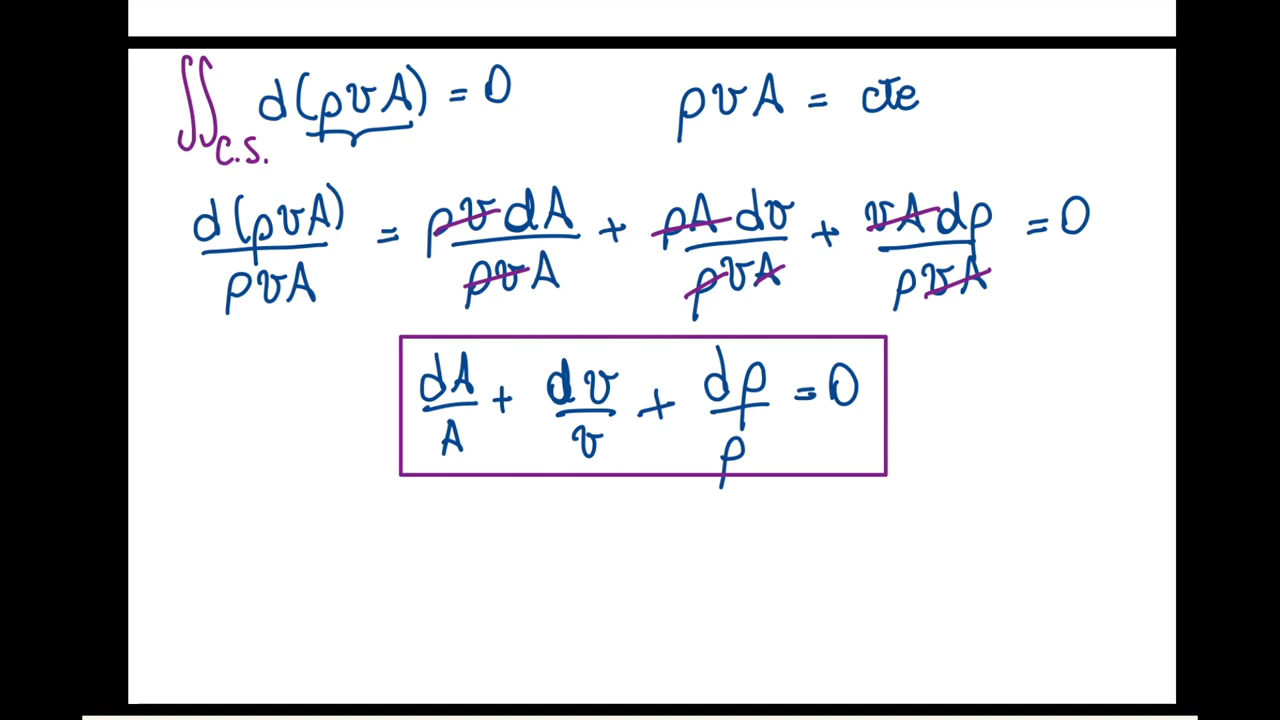 ∬_C.S. d(ρvA) = 0 ρvA = cte
d(ρvA)/ρvA = ρv dA/ρvA + ρA dv/ρvA + vA dρ/ρvA = 0
dA/A + dv/v + dρ/ρ = 0